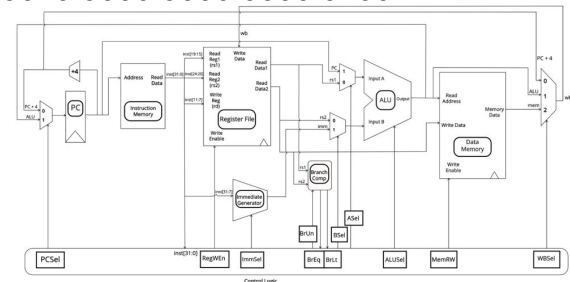 wb
+4
PC + 4
ALU
0
1
PC
Address
Read
Data
Instruction
Memory
inst[31:0]
inst[19:15]
inst[24:20]
inst[11:7]
Read
Reg1
(rs1)
Read
Reg2
(rs2)
Write
Reg
(rd)
Write
Enable
Write
Data
Read
Data1
Read
Data2
Register File
inst[31:7]
Immediate
Generator
PC
rs1
1
0
rs2
imm
0
1
rs1
rs2
Branch
Comp
Input A
Input B
ALU
Output
Read
Address
Write Data
Write
Enable
Memory
Data
Data
Memory
PC + 4
ALU
mem
0
1
2
wb
inst[31:0]
PCSel
RegWEn
ImmSel
BrUn
BrEq
BrLt
BSel
ASel
ALUSel
MemRW
WBSel
Control Logic